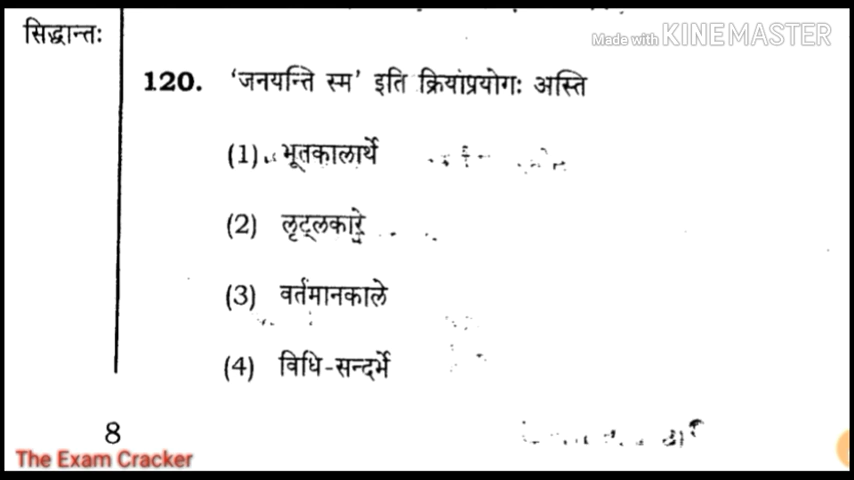 सिद्धान्तः
Made with KINEMASTER
120. 'जनयन्ति स्म' इति क्रियाप्रयोगः अस्ति
(1) भूतकालार्थे
(2) लृट्लकारे
(3) वर्तमानकाले
(4) विधि-सन्दर्भे
8
The Exam Cracker